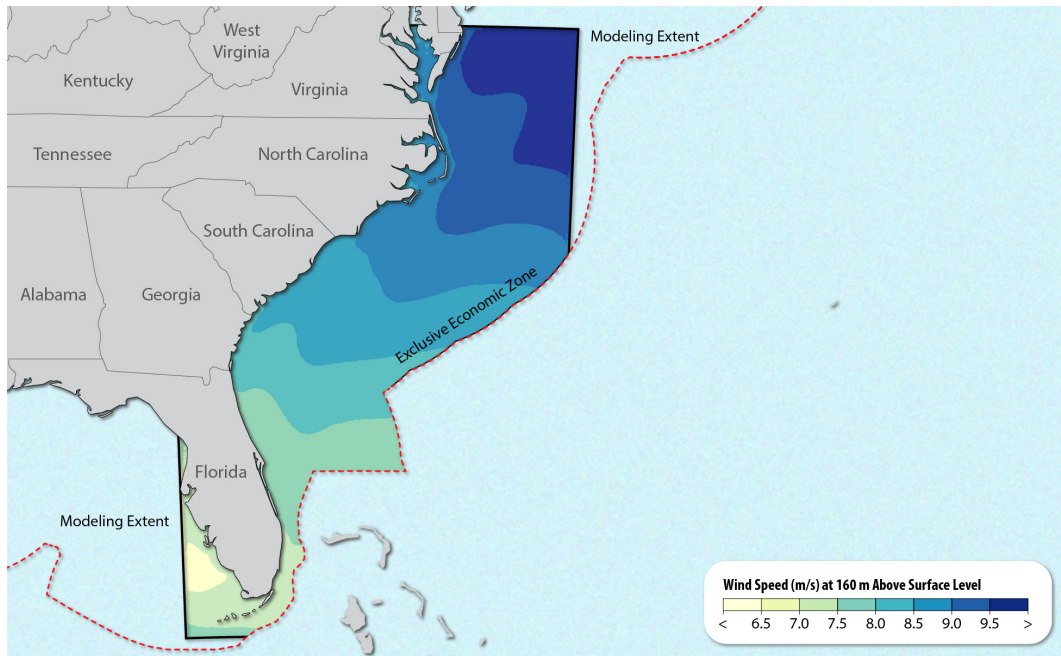 Modeling Extent
West
Virginia
Kentucky
Virginia
Tennessee
North Carolina
South Carolina
Alabama
Georgia
Exclusive Economic Zone
Florida
Modeling Extent
Wind Speed (m/s) at 160 m Above Surface Level
< 6.5 7.0 7.5 8.0 8.5 9.0 9.5 >